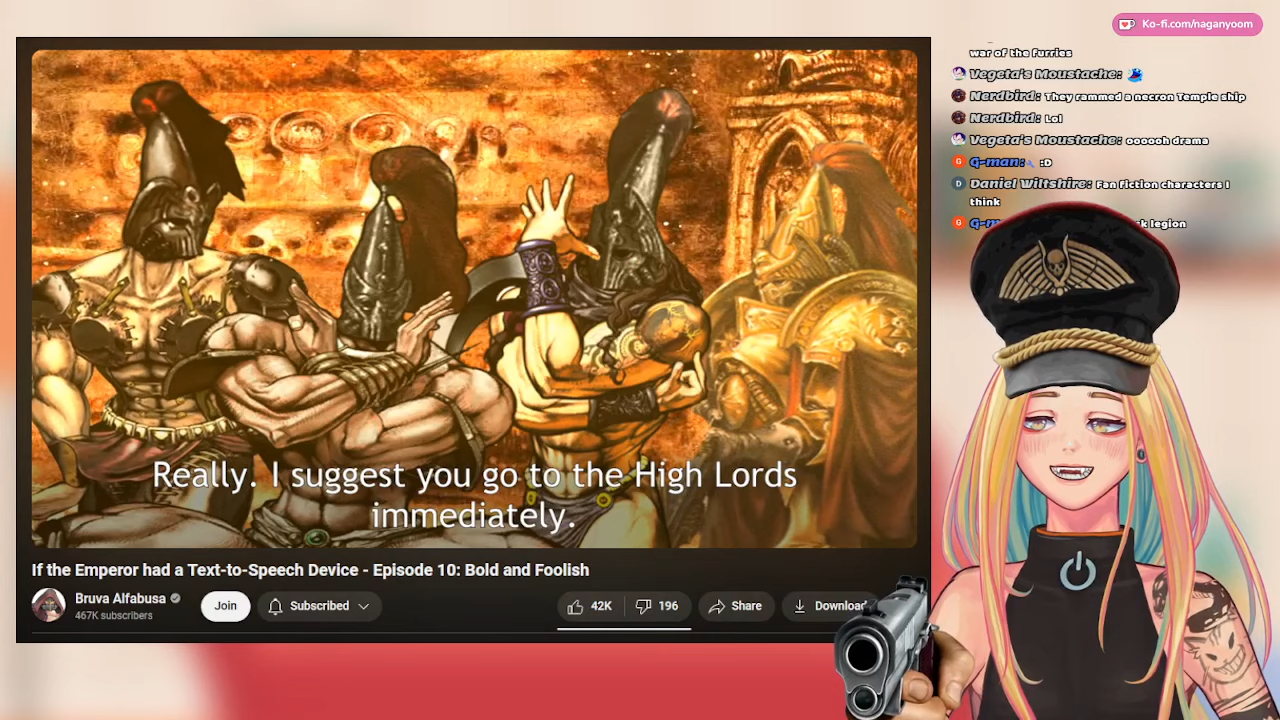 Ko-fi.com/naganyoom
war of the furries
Vegeta's Moustache:
Nerdbird: They rammed a necron Temple ship
Nerdbird: Lol
Vegeta's Moustache: oooooh drama
G-man: :D
Daniel Wiltshire: Fan fiction characters I
think
legion
Really. I suggest you go to the High Lords
immediately.
If the Emperor had a Text-to-Speech Device - Episode 10: Bold and Foolish
Bruva Alfabusa
467K subscribers
Join
Subscribed
42K
196
Share
Download